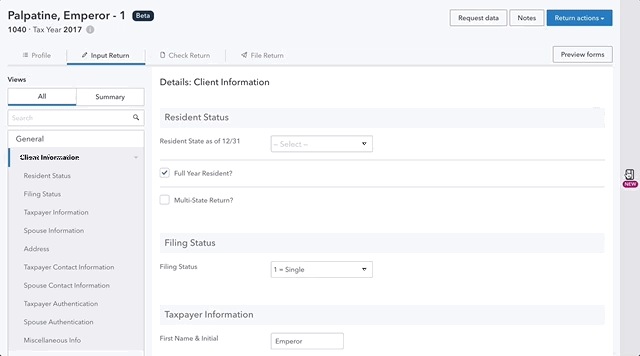 Palpatine, Emperor - 1 Beta
1040 · Tax Year 2017
Request data
Notes
Return actions
Profile
Input Return
Check Return
File Return
Preview forms
Views
All
Summary
Search
General
Client Information
Resident Status
Filing Status
Taxpayer Information
Spouse Information
Address
Taxpayer Contact Information
Spouse Contact Information
Taxpayer Authentication
Spouse Authentication
Miscellaneous Info
Details: Client Information
Resident Status
Resident State as of 12/31
-- Select --
Full Year Resident?
Multi-State Return?
Filing Status
Filing Status
1 = Single
Taxpayer Information
First Name & Initial
Emperor
NEW